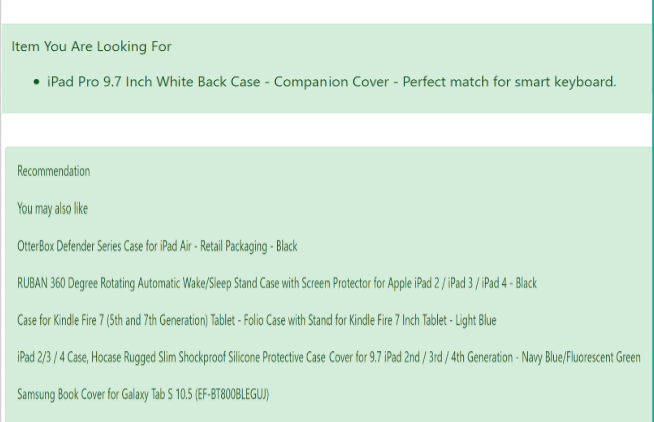 Item You Are Looking For
iPad Pro 9.7 Inch White Back Case - Companion Cover - Perfect match for smart keyboard.
Recommendation
You may also like
OtterBox Defender Series Case for iPad Air - Retail Packaging - Black
RUBAN 360 Degree Rotating Automatic Wake/Sleep Stand Case with Screen Protector for Apple iPad 2 / iPad 3 / iPad 4 - Black
Case for Kindle Fire 7 (5th and 7th Generation) Tablet - Folio Case with Stand for Kindle Fire 7 Inch Tablet - Light Blue
iPad 2/3 / 4 Case, Hocase Rugged Slim Shockproof Silicone Protective Case Cover for 9.7 iPad 2nd / 3rd / 4th Generation - Navy Blue/Fluorescent Green
Samsung Book Cover for Galaxy Tab S 10.5 (EF-BT800BLEGUJ)